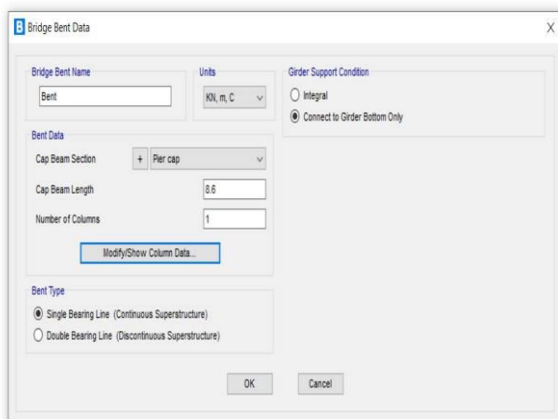 B Bridge Bent Data X
Bridge Bent Name
Bent
Units
KN, m, C
Girder Support Condition
Integral
Connect to Girder Bottom Only
Bent Data
Cap Beam Section + Pier cap
Cap Beam Length 8.6
Number of Columns 1
Modify/Show Column Data...
Bent Type
Single Bearing Line (Continuous Superstructure)
Double Bearing Line (Discontinuous Superstructure)
OK Cancel